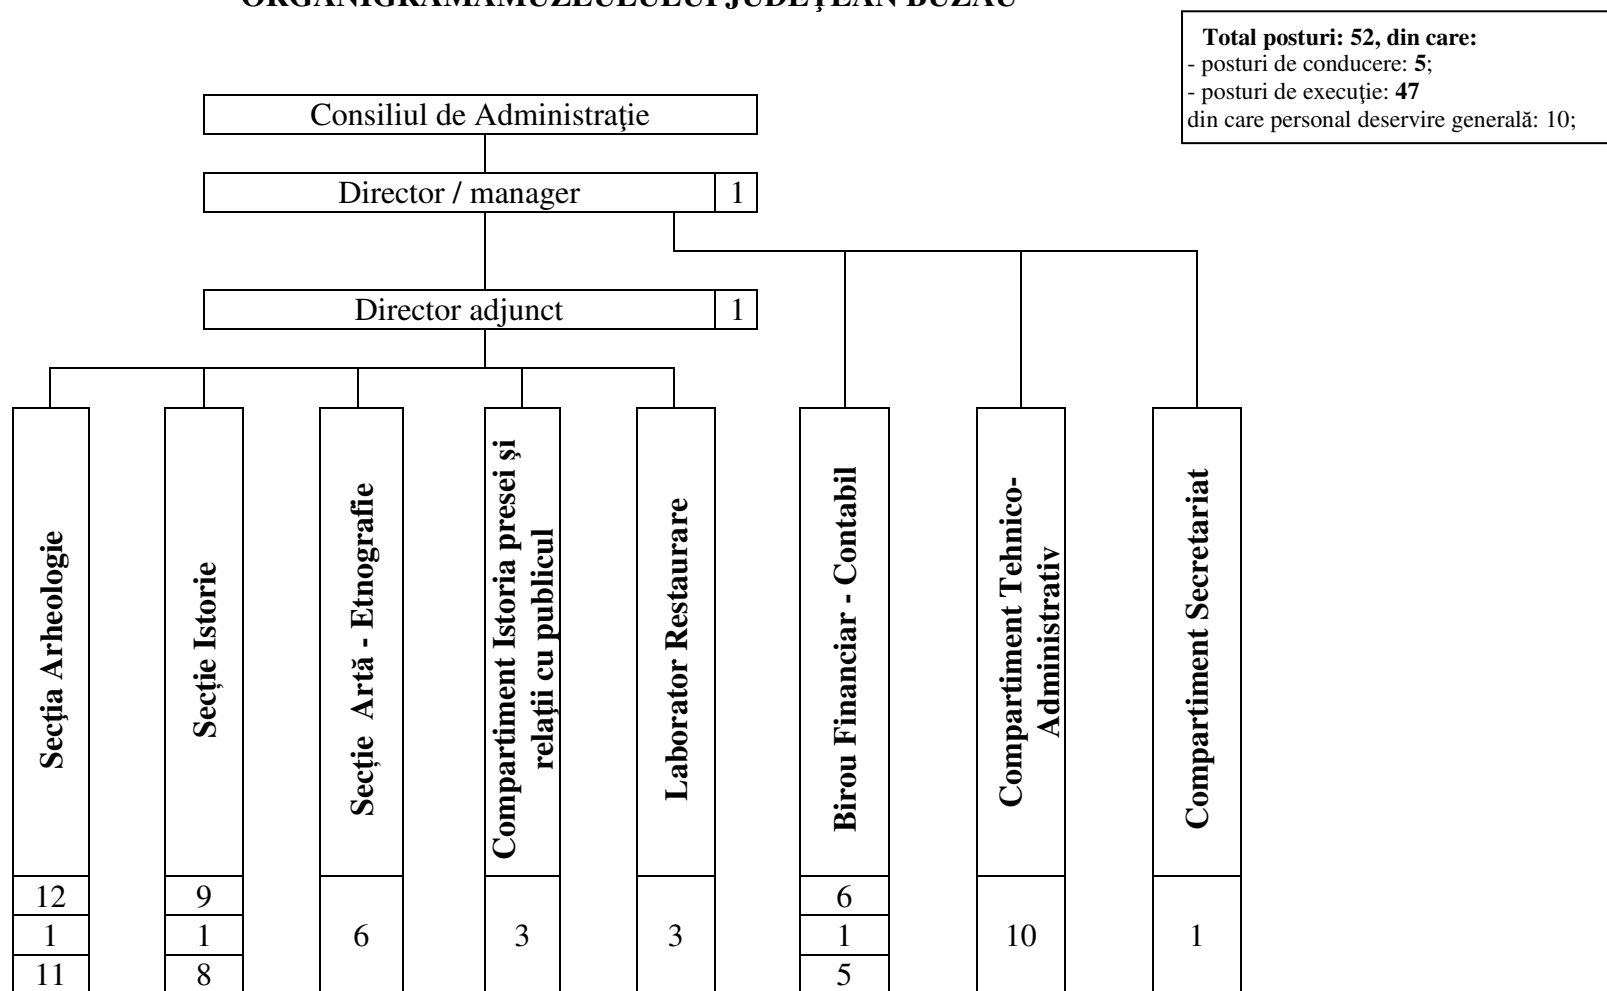 ORGANIGRAMAMUZEULULUI JUDEŢEAN BUZĂU
Total posturi: 52, din care:
- posturi de conducere: 5;
- posturi de execuţie: 47
din care personal deservire generală: 10;
Consiliul de Administraţie
Director / manager 1
Director adjunct 1
Secţia Arheologie
Secţie Istorie
Secţie Artă - Etnografie
Compartiment Istoria presei şi
relaţii cu publicul
Laborator Restaurare
Birou Financiar - Contabil
Compartiment Tehnico-
Administrativ
Compartiment Secretariat
12 9 6
1 1 6 3 3 1 10 1
11 8 5